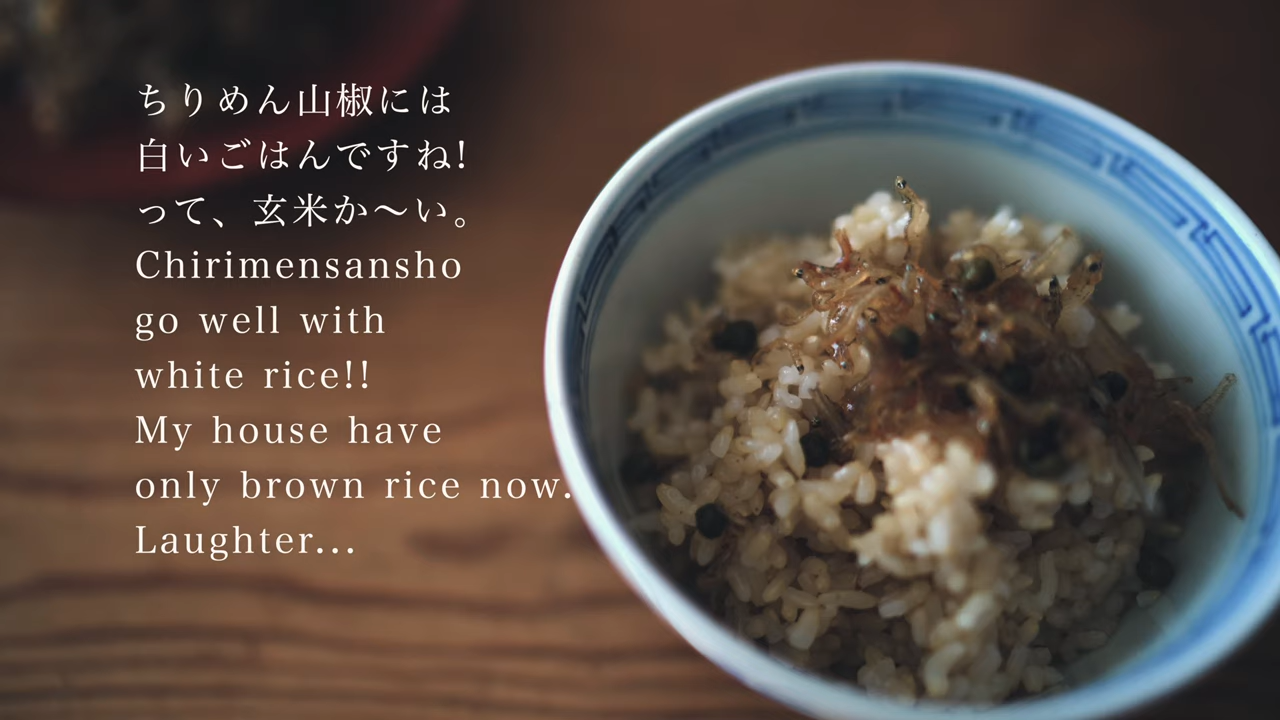 ちりめん山椒には
白いごはんですね!
って、玄米か〜い。
Chirimensansho
go well with
white rice!!
My house have
only brown rice now.
Laughter...